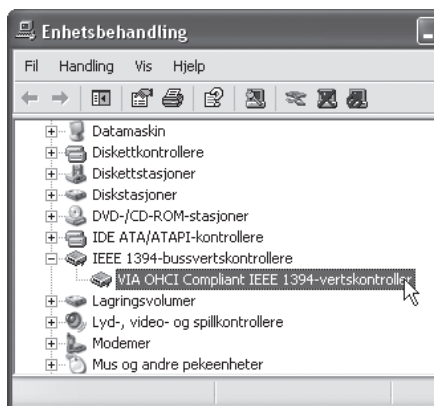 Enhetsbehandling
Fil Handling Vis Hjelp
Datamaskin
Diskettkontrollere
Diskettstasjoner
Diskstasjoner
DVD-/CD-ROM-stasjoner
IDE ATA/ATAPI-kontrollere
IEEE 1394-bussvertskontrollere
VIA OHCI Compliant IEEE 1394-vertskontroller
Lagringsvolumer
Lyd-, video- og spillkontrollere
Modemer
Mus og andre pekeenheter